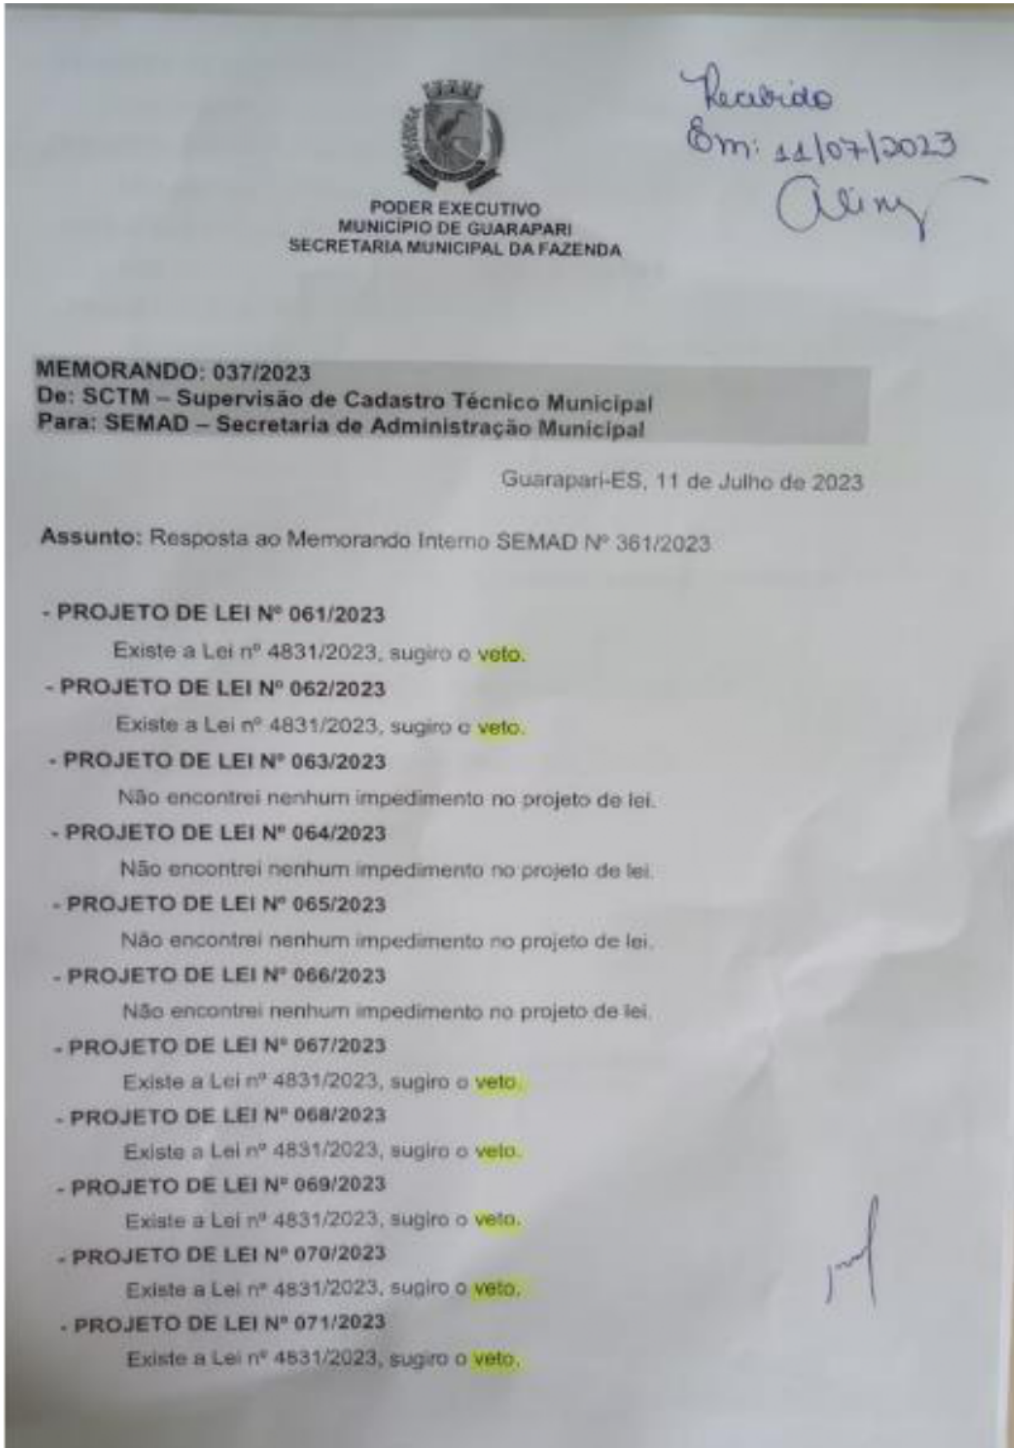 Recebido
Em: 11/07/2023
PODER EXECUTIVO
MUNICÍPIO DE GUARAPARI
SECRETARIA MUNICIPAL DA FAZENDA
MEMORANDO: 037/2023
De: SCTM – Supervisão de Cadastro Técnico Municipal
Para: SEMAD – Secretaria de Administração Municipal
Guarapari-ES, 11 de Julho de 2023
Assunto: Resposta ao Memorando Interno SEMAD Nº 361/2023
- PROJETO DE LEI Nº 061/2023
Existe a Lei nº 4831/2023, sugiro o veto.
- PROJETO DE LEI Nº 062/2023
Existe a Lei nº 4831/2023, sugiro o veto.
- PROJETO DE LEI Nº 063/2023
Não encontrei nenhum impedimento no projeto de lei.
- PROJETO DE LEI Nº 064/2023
Não encontrei nenhum impedimento no projeto de lei.
- PROJETO DE LEI Nº 065/2023
Não encontrei nenhum impedimento no projeto de lei.
- PROJETO DE LEI Nº 066/2023
Não encontrei nenhum impedimento no projeto de lei.
- PROJETO DE LEI Nº 067/2023
Existe a Lei nº 4831/2023, sugiro o veto.
- PROJETO DE LEI Nº 068/2023
Existe a Lei nº 4831/2023, sugiro o veto.
- PROJETO DE LEI Nº 069/2023
Existe a Lei nº 4831/2023, sugiro o veto.
- PROJETO DE LEI Nº 070/2023
Existe a Lei nº 4831/2023, sugiro o veto.
- PROJETO DE LEI Nº 071/2023
Existe a Lei nº 4831/2023, sugiro o veto.